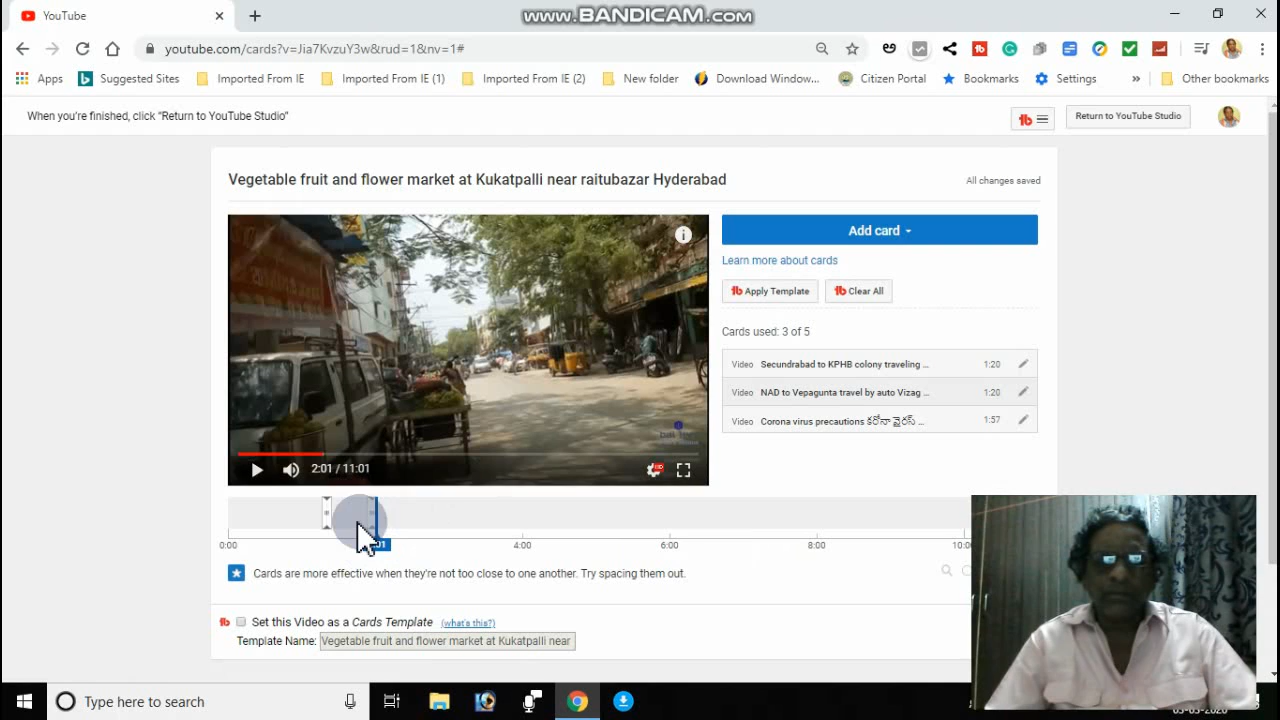 YouTube
www.BANDICAM.com
youtube.com/cards?v=Jia7KvzuY3w&rud=1&nv=1#
Apps Suggested Sites Imported From IE Imported From IE (1) Imported From IE (2) New folder Download Window... Citizen Portal Bookmarks Settings » Other bookmarks
When you're finished, click "Return to YouTube Studio"
Return to YouTube Studio
Vegetable fruit and flower market at Kukatpalli near raitubazar Hyderabad
All changes saved
Add card
Learn more about cards
Apply Template
Clear All
Cards used: 3 of 5
Video Secundrabad to KPHB colony traveling ... 1:20
Video NAD to Vepagunta travel by auto Vizag ... 1:20
Video Corona virus precautions కరోనా వైరస్ ... 1:57
2:01 / 11:01
0:00 4:00 6:00 8:00
Cards are more effective when they're not too close to one another. Try spacing them out.
Set this Video as a Cards Template (what's this?)
Template Name: Vegetable fruit and flower market at Kukatpalli near
Type here to search